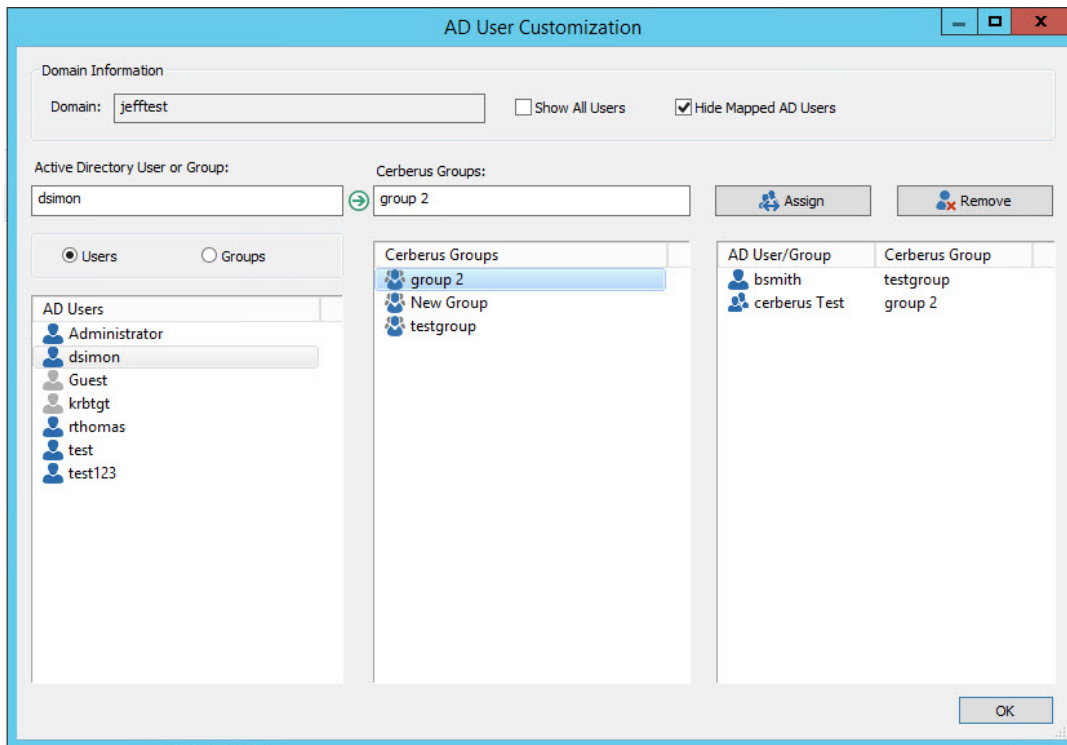 AD User Customization
Domain Information
Domain: jefftest Show All Users Hide Mapped AD Users
Active Directory User or Group:
Cerberus Groups:
dsimon group 2 Assign Remove
Users Groups
Cerberus Groups
group 2
New Group
testgroup
AD User/Group Cerberus Group
bsmith testgroup
cerberus Test group 2
AD Users
Administrator
dsimon
Guest
krbtgt
rthomas
test
test123
OK